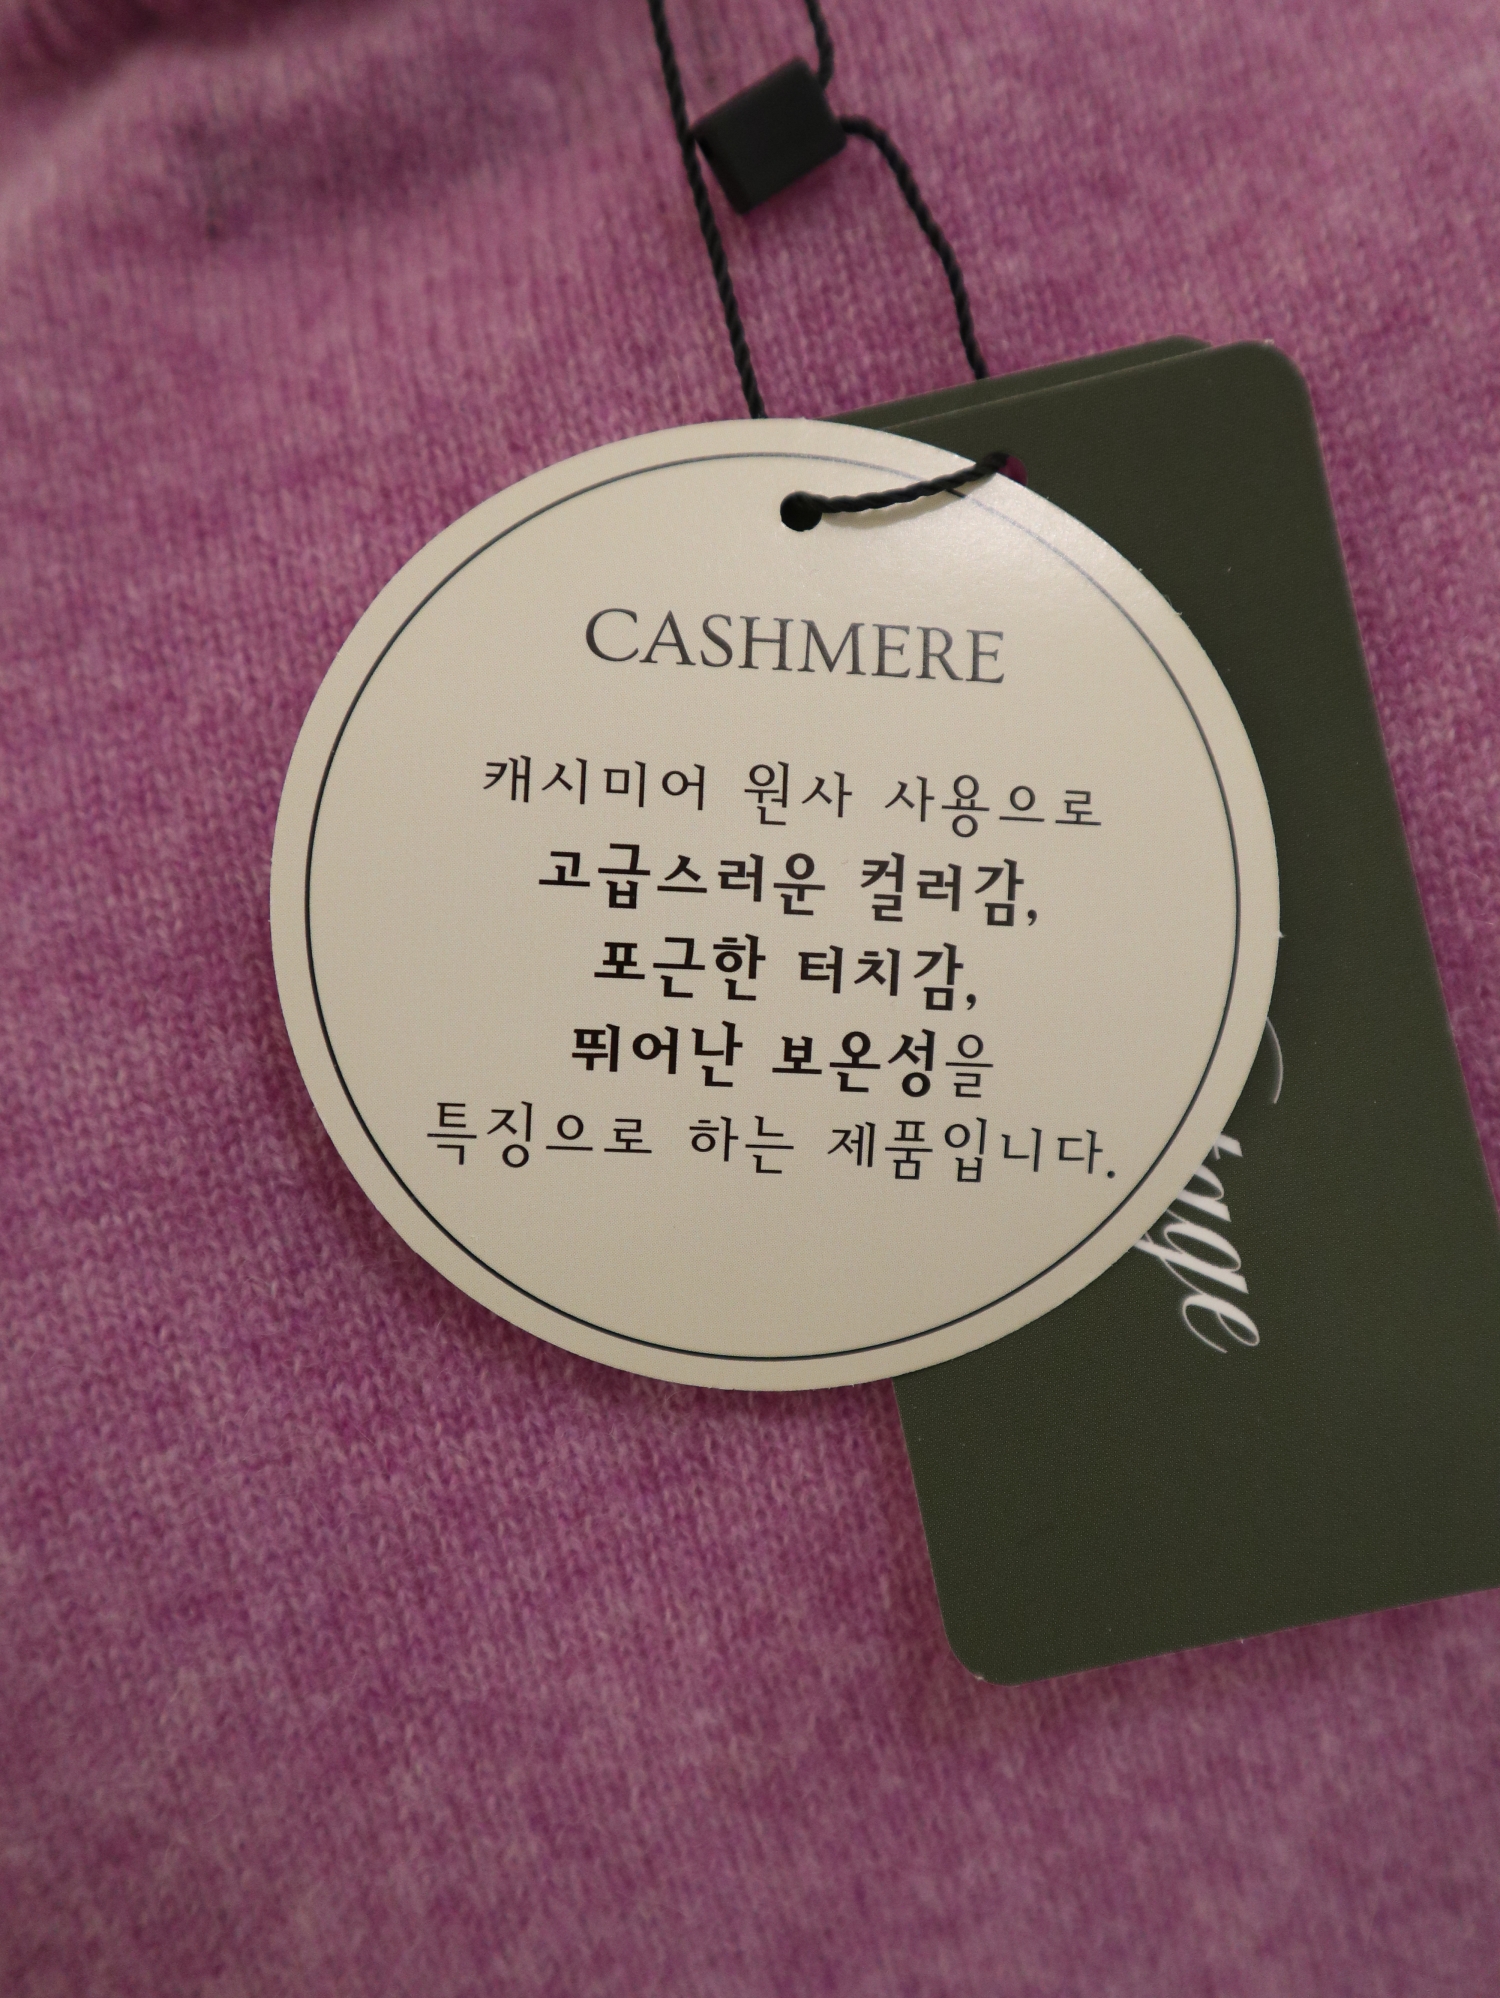 CASHMERE
캐시미어 원사 사용으로
고급스러운 컬러감,
포근한 터치감,
뛰어난 보온성을
특징으로 하는 제품입니다.